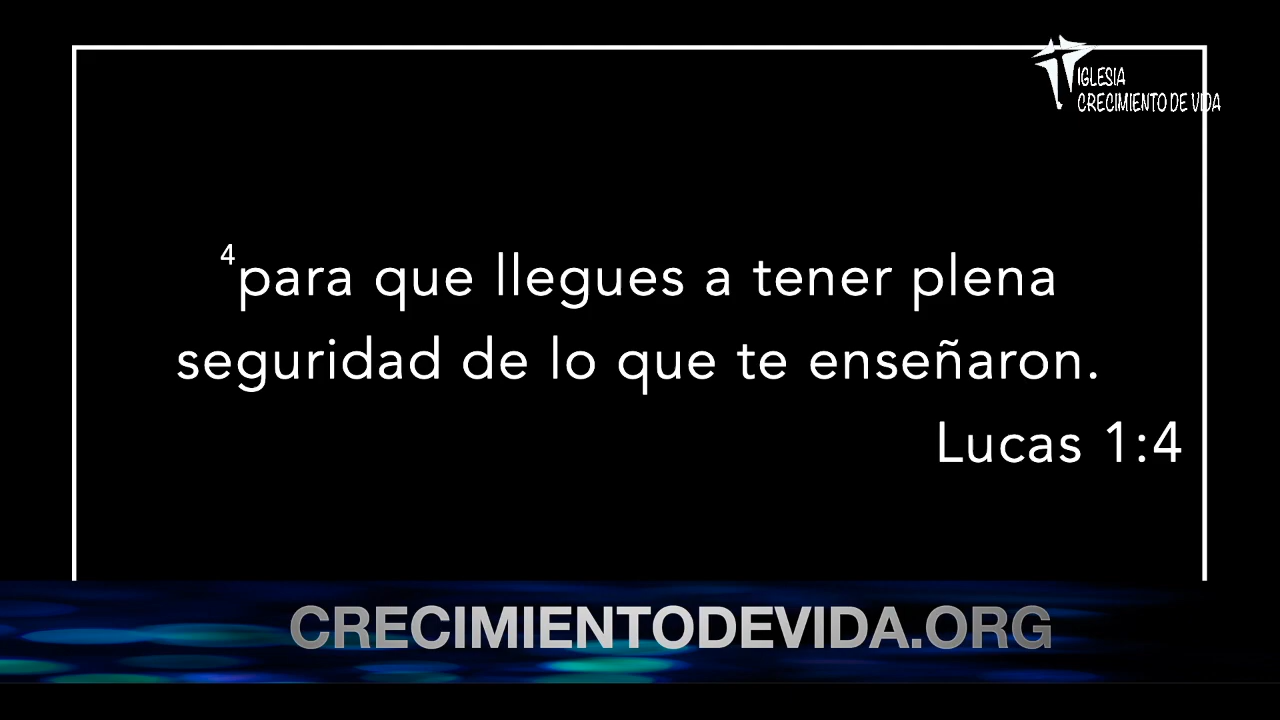 IGLESIA
CRECIMIENTO DE VIDA
4para que llegues a tener plena
seguridad de lo que te enseñaron.
Lucas 1:4
CRECIMIENTODEVIDA.ORG